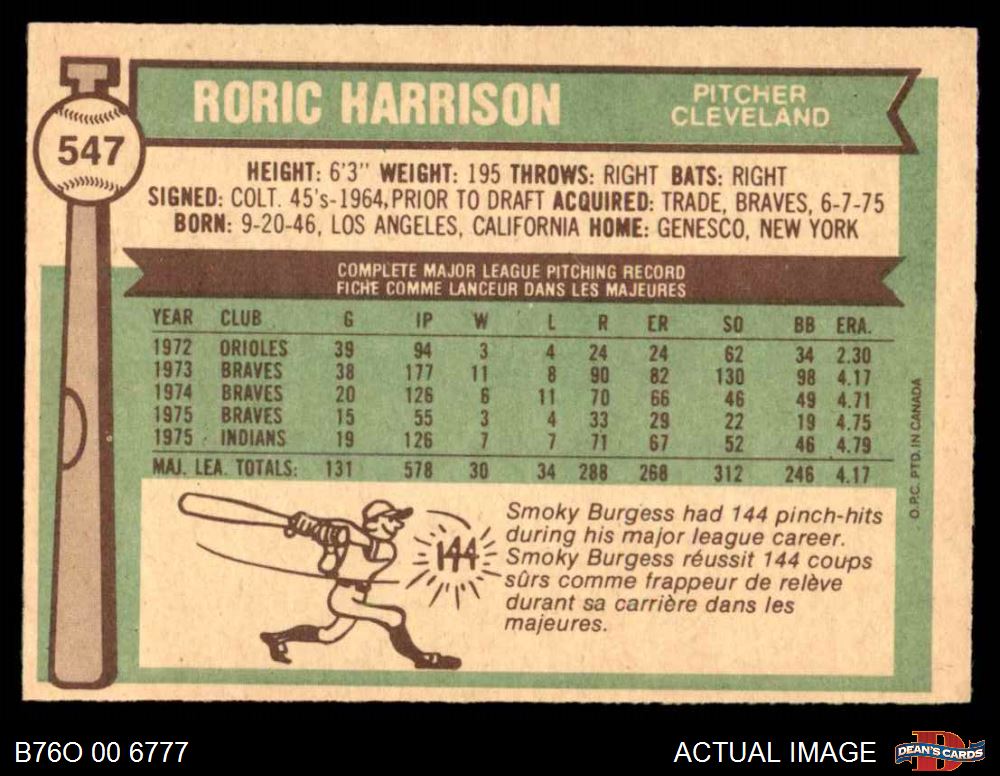 547
RORIC HARRISON
PITCHER
CLEVELAND
HEIGHT: 6'3" WEIGHT: 195 THROWS: RIGHT BATS: RIGHT
SIGNED: COLT. 45's-1964, PRIOR TO DRAFT ACQUIRED: TRADE, BRAVES, 6-7-75
BORN: 9-20-46, LOS ANGELES, CALIFORNIA HOME: GENESCO, NEW YORK
COMPLETE MAJOR LEAGUE PITCHING RECORD
FICHE COMME LANCEUR DANS LES MAJEURES
YEAR CLUB G IP W L R ER SO BB ERA.
1972 ORIOLES 39 94 3 4 24 24 62 34 2.30
1973 BRAVES 38 177 11 8 90 82 130 98 4.17
1974 BRAVES 20 126 6 11 70 66 46 49 4.71
1975 BRAVES 15 55 3 4 33 29 22 19 4.75
1975 INDIANS 19 126 7 7 71 67 52 46 4.79
MAJ. LEA. TOTALS: 131 578 30 34 288 268 312 246 4.17
O.P.C. PTD. IN CANADA
144
Smoky Burgess had 144 pinch-hits
during his major league career.
Smoky Burgess réussit 144 coups
sûrs comme frappeur de relève
durant sa carrière dans les
majeures.
B76O 00 6777
ACTUAL IMAGE
D
DEAN'S CARDS